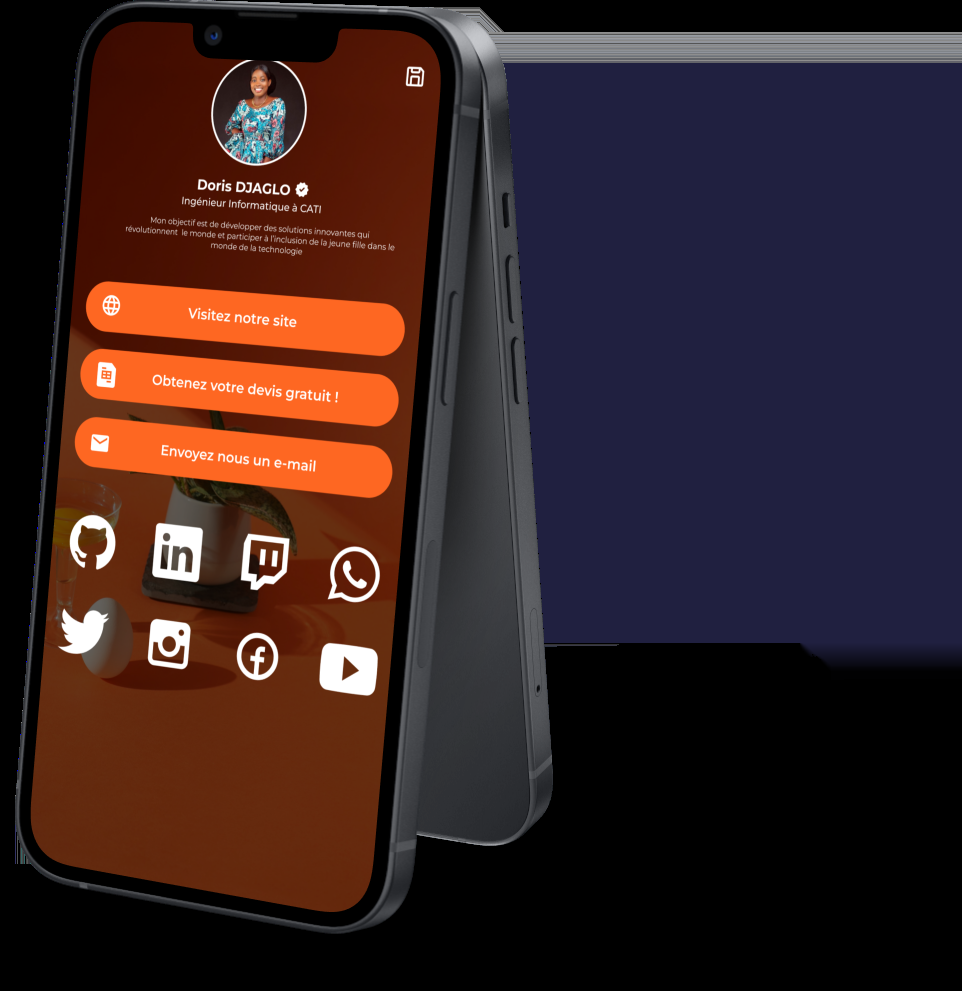 Doris DJAGLO
Ingénieur Informatique à CATI
Mon objectif est de développer des solutions innovantes qui
révolutionnent le monde et participer à l'inclusion de la jeune fille dans le
monde de la technologie
Visitez notre site
Obtenez votre devis gratuit !
Envoyez nous un e-mail
in